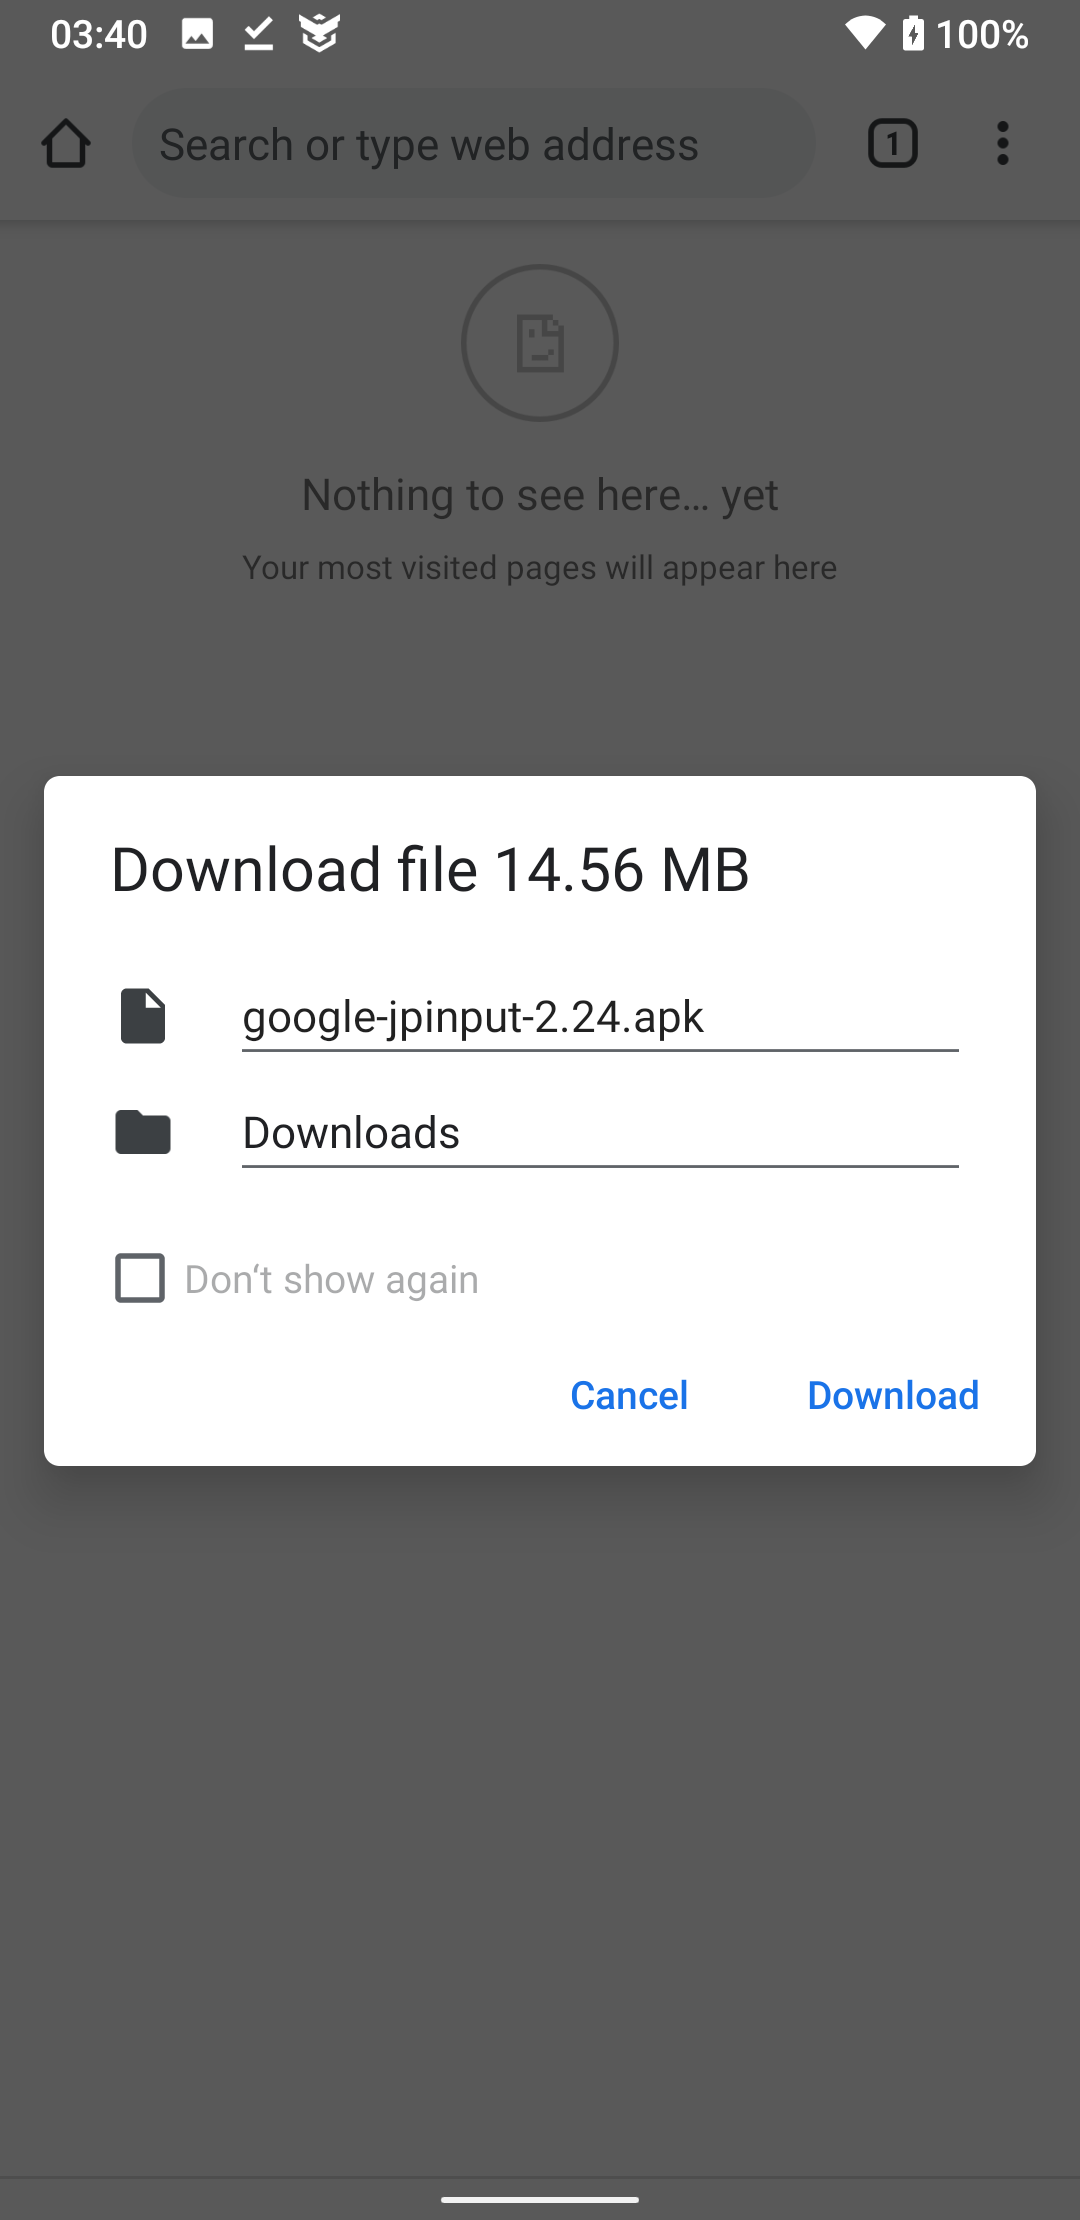 03:40
100%
Search or type web address
1
Nothing to see here… yet
Your most visited pages will appear here
Download file 14.56 MB
google-jpinput-2.24.apk
Downloads
Don‘t show again
Cancel
Download